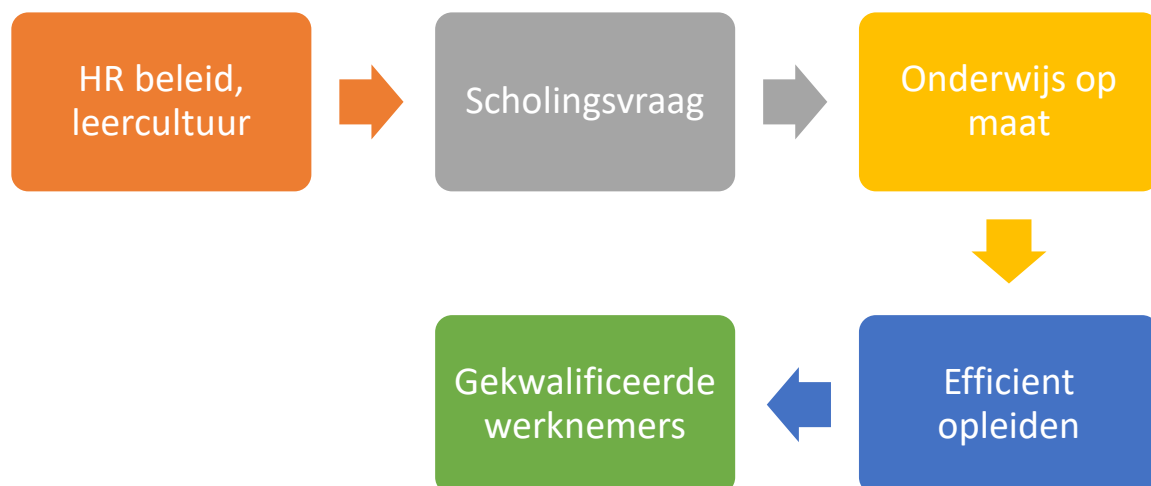 HR beleid,
leercultuur
Scholingsvraag
Onderwijs op
maat
Efficient
opleiden
Gekwalificeerde
werknemers